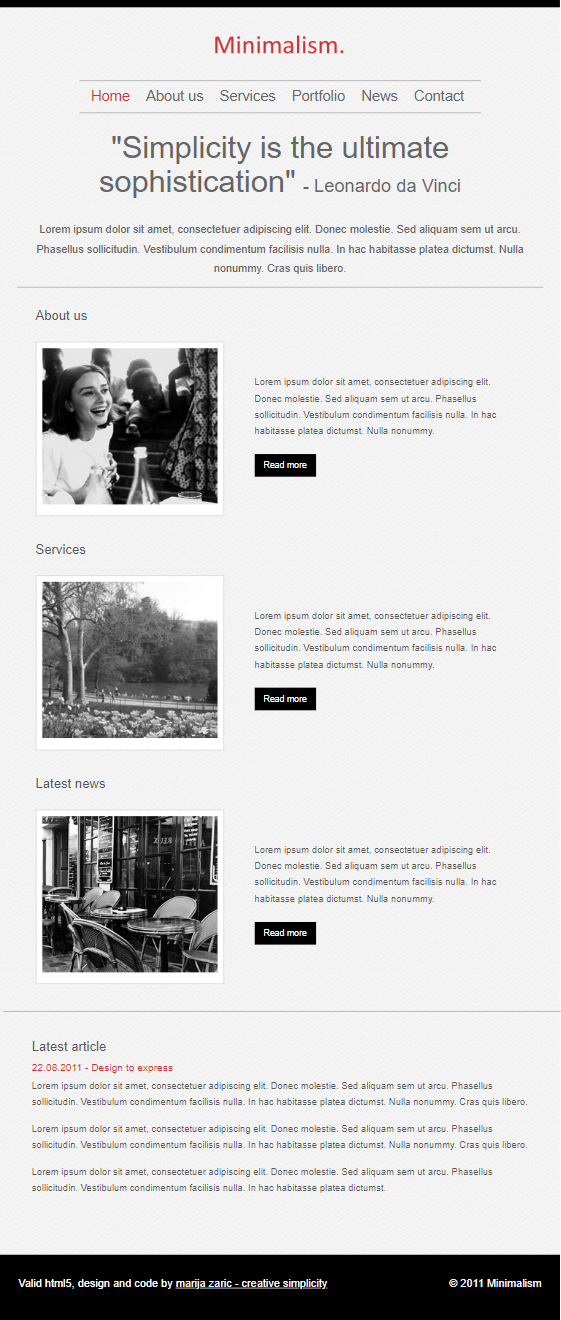 Minimalism.
Home About us Services Portfolio News Contact
"Simplicity is the ultimate
sophistication" - Leonardo da Vinci
Lorem ipsum dolor sit amet, consectetuer adipiscing elit. Donec molestie. Sed aliquam sem ut arcu.
Phasellus sollicitudin. Vestibulum condimentum facilisis nulla. In hac habitasse platea dictumst. Nulla
nonummy. Cras quis libero.
About us
Lorem ipsum dolor sit amet, consectetuer adipiscing elit.
Donec molestie. Sed aliquam sem ut arcu. Phasellus
sollicitudin. Vestibulum condimentum facilisis nulla. In hac
habitasse platea dictumst. Nulla nonummy.
Read more
Services
Lorem ipsum dolor sit amet, consectetuer adipiscing elit.
Donec molestie. Sed aliquam sem ut arcu. Phasellus
sollicitudin. Vestibulum condimentum facilisis nulla. In hac
habitasse platea dictumst. Nulla nonummy.
Read more
Latest news
Lorem ipsum dolor sit amet, consectetuer adipiscing elit.
Donec molestie. Sed aliquam sem ut arcu. Phasellus
sollicitudin. Vestibulum condimentum facilisis nulla. In hac
habitasse platea dictumst. Nulla nonummy.
Read more
Latest article
22.08.2011 - Design to express
Lorem ipsum dolor sit amet, consectetuer adipiscing elit. Donec molestie. Sed aliquam sem ut arcu. Phasellus
sollicitudin. Vestibulum condimentum facilisis nulla. In hac habitasse platea dictumst. Nulla nonummy. Cras quis libero.
Lorem ipsum dolor sit amet, consectetuer adipiscing elit. Donec molestie. Sed aliquam sem ut arcu. Phasellus
sollicitudin. Vestibulum condimentum facilisis nulla. In hac habitasse platea dictumst. Nulla nonummy. Cras quis libero.
Lorem ipsum dolor sit amet, consectetuer adipiscing elit. Donec molestie. Sed aliquam sem ut arcu. Phasellus
sollicitudin. Vestibulum condimentum facilisis nulla. In hac habitasse platea dictumst.
Valid html5, design and code by marija zaric - creative simplicity © 2011 Minimalism